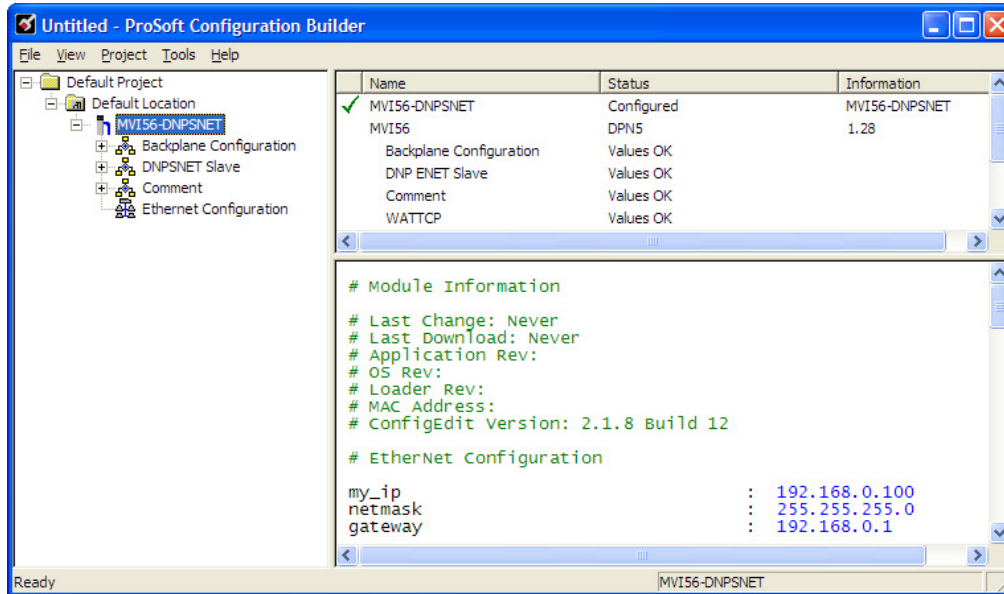 Untitled - ProSoft Configuration Builder
File View Project Tools Help
Default Project
Default Location
MVI56-DNPSNET
Backplane Configuration
DNPSNET Slave
Comment
Ethernet Configuration
Name Status Information
MVI56-DNPSNET Configured MVI56-DNPSNET
MVI56 DPN5 1.28
Backplane Configuration Values OK
DNP ENET Slave Values OK
Comment Values OK
WATTCP Values OK
# Module Information
# Last Change: Never
# Last Download: Never
# Application Rev:
# OS Rev:
# Loader Rev:
# MAC Address:
# ConfigEdit Version: 2.1.8 Build 12
# EtherNet Configuration
my_ip : 192.168.0.100
netmask : 255.255.255.0
gateway : 192.168.0.1
Ready MVI56-DNPSNET